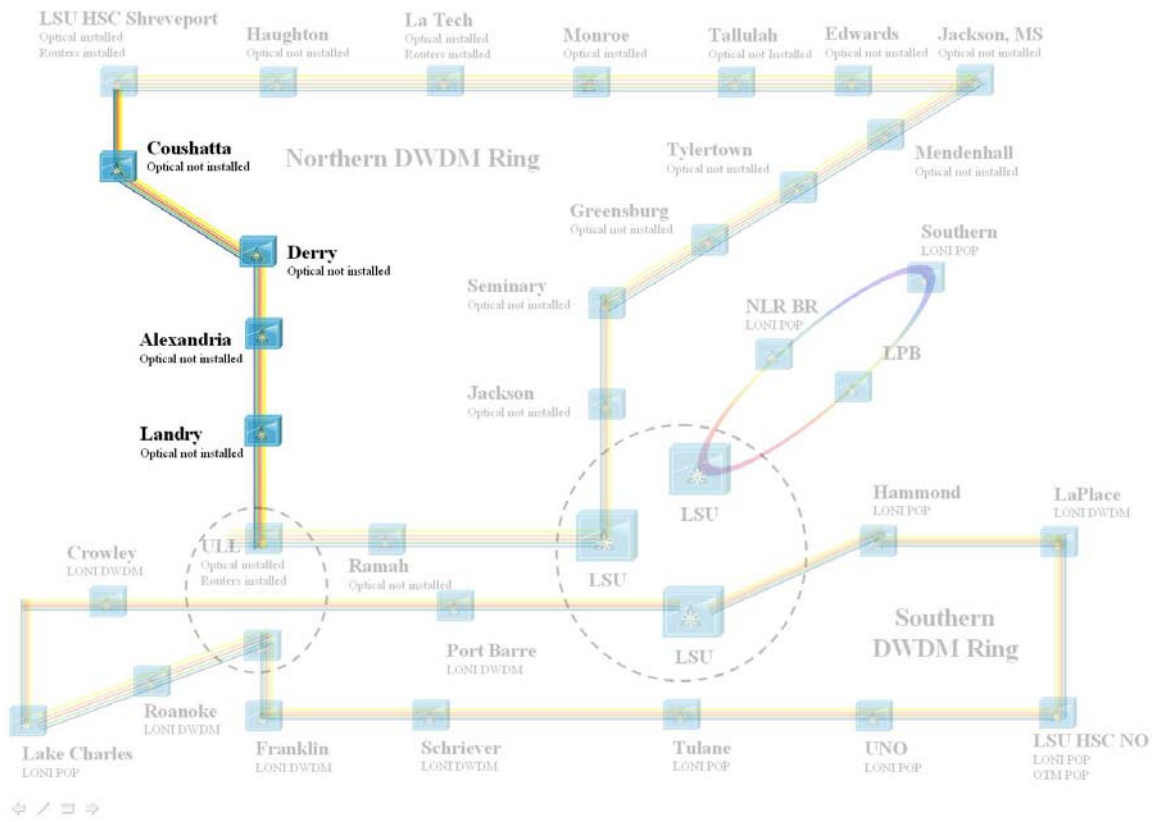 LSU HSC Shreveport
Optical installed
Routers installed
Haughton
Optical not installed
La Tech
Optical installed
Routers installed
Monroe
Optical not installed
Tallulah
Optical not Installed
Edwards
Optical not installed
Jackson, MS
Optical not installed
Coushatta
Optical not installed
Northern DWDM Ring
Tylertown
Optical not installed
Mendenhall
Optical not installed
Greensburg
Optical not installed
Southern
LONI POP
Derry
Optical not installed
Seminary
Optical not installed
NLR BR
LONI POP
Alexandria
Optical not installed
LPB
Jackson
Optical not installed
Landry
Optical not installed
LSU
Hammond
LONI POP
LaPlace
LONI DWDM
Crowley
LONI DWDM
ULL
Optical installed
Routers installed
Ramah
Optical not installed
LSU
Southern
DWDM Ring
Port Barre
LONI DWDM
LSU
Roanoke
LONI DWDM
Lake Charles
LONI POP
Franklin
LONI DWDM
Schriever
LONI DWDM
Tulane
LONI POP
UNO
LONI POP
LSU HSC NO
LONI POP
OTM POP